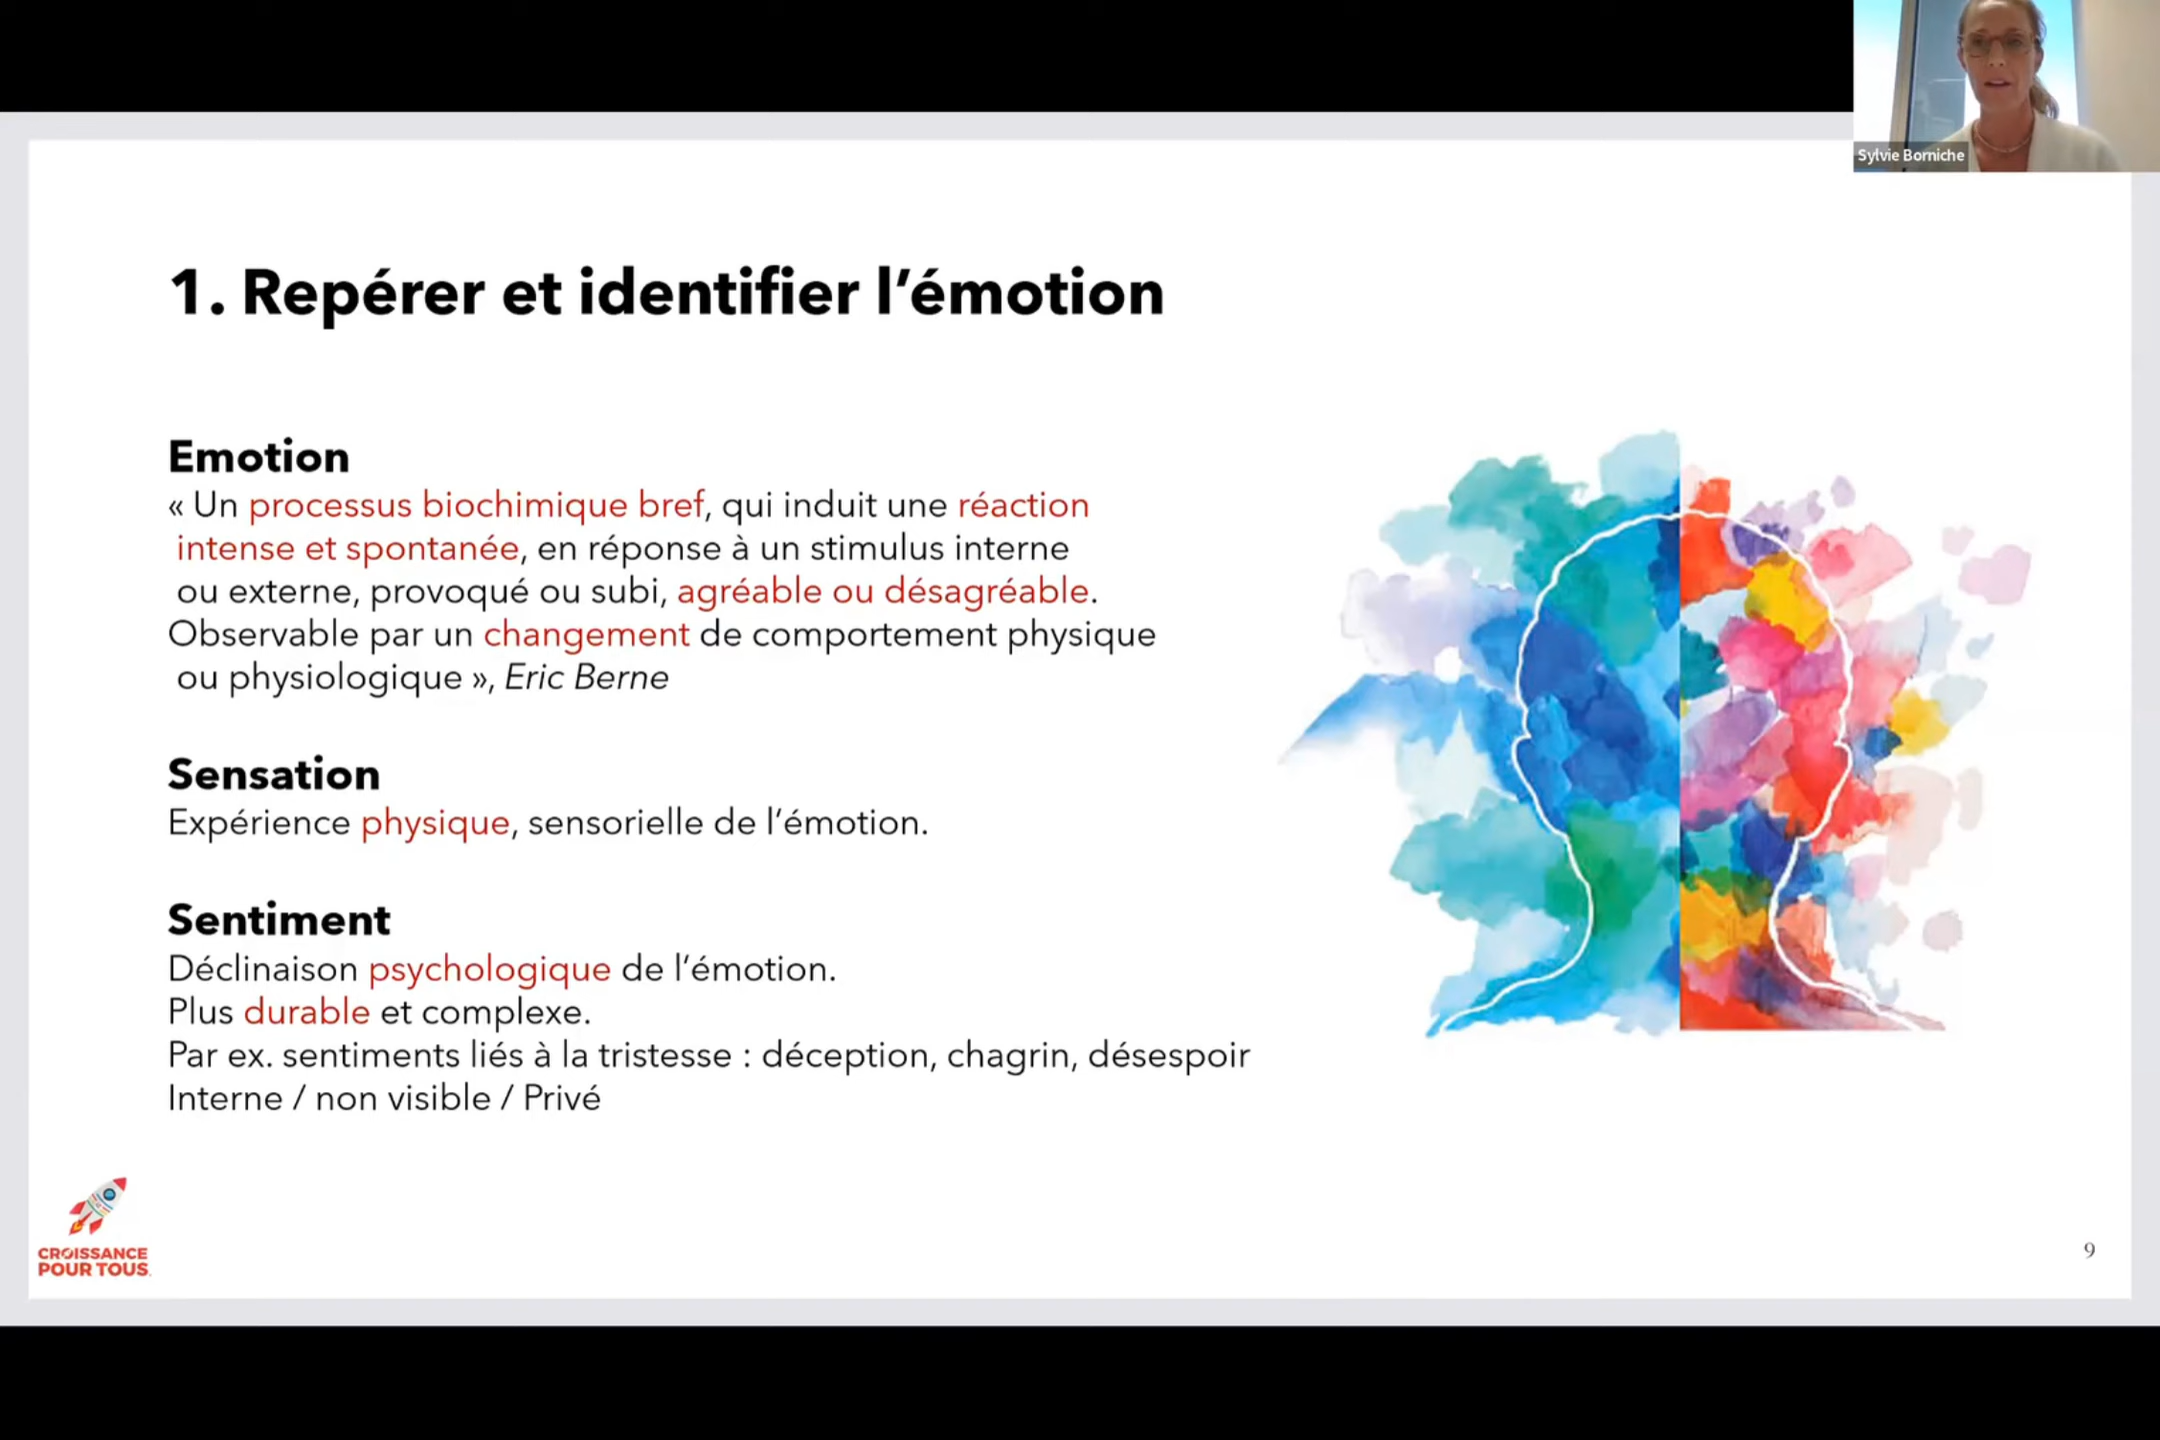 Sylvie Borniche
1. Repérer et identifier l’émotion
Emotion
« Un processus biochimique bref, qui induit une réaction
intense et spontanée, en réponse à un stimulus interne
ou externe, provoqué ou subi, agréable ou désagréable.
Observable par un changement de comportement physique
ou physiologique », Eric Berne
Sensation
Expérience physique, sensorielle de l’émotion.
Sentiment
Déclinaison psychologique de l’émotion.
Plus durable et complexe.
Par ex. sentiments liés à la tristesse : déception, chagrin, désespoir
Interne / non visible / Privé
CROISSANCE
POUR TOUS
9